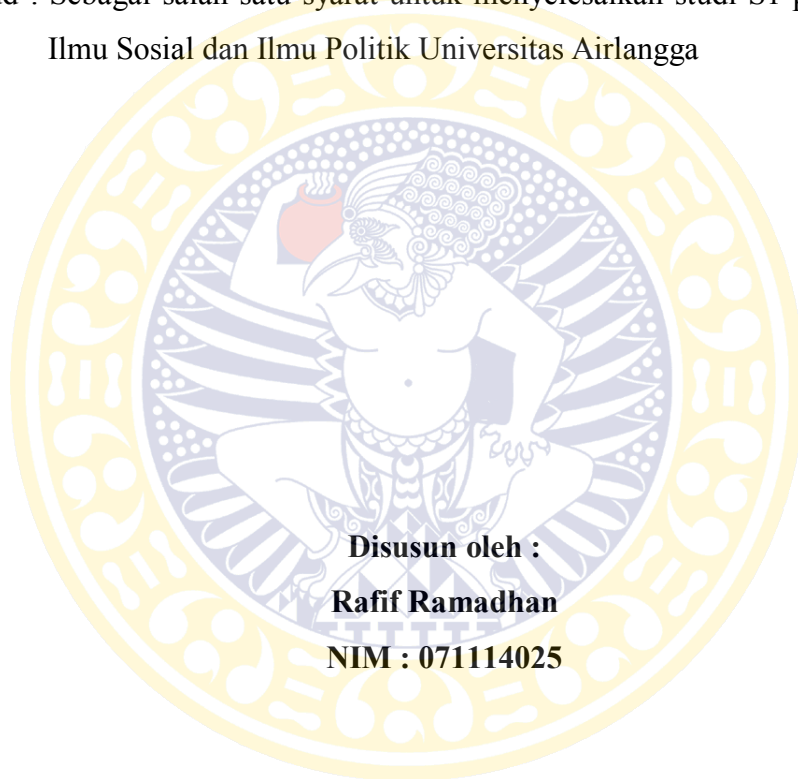 : Sebagai salah satu syarat untuk menyelesaikan studi S1
Ilmu Sosial dan Ilmu Politik Universitas Airlangga
Disusun oleh :
Rafif Ramadhan
NIM : 071114025